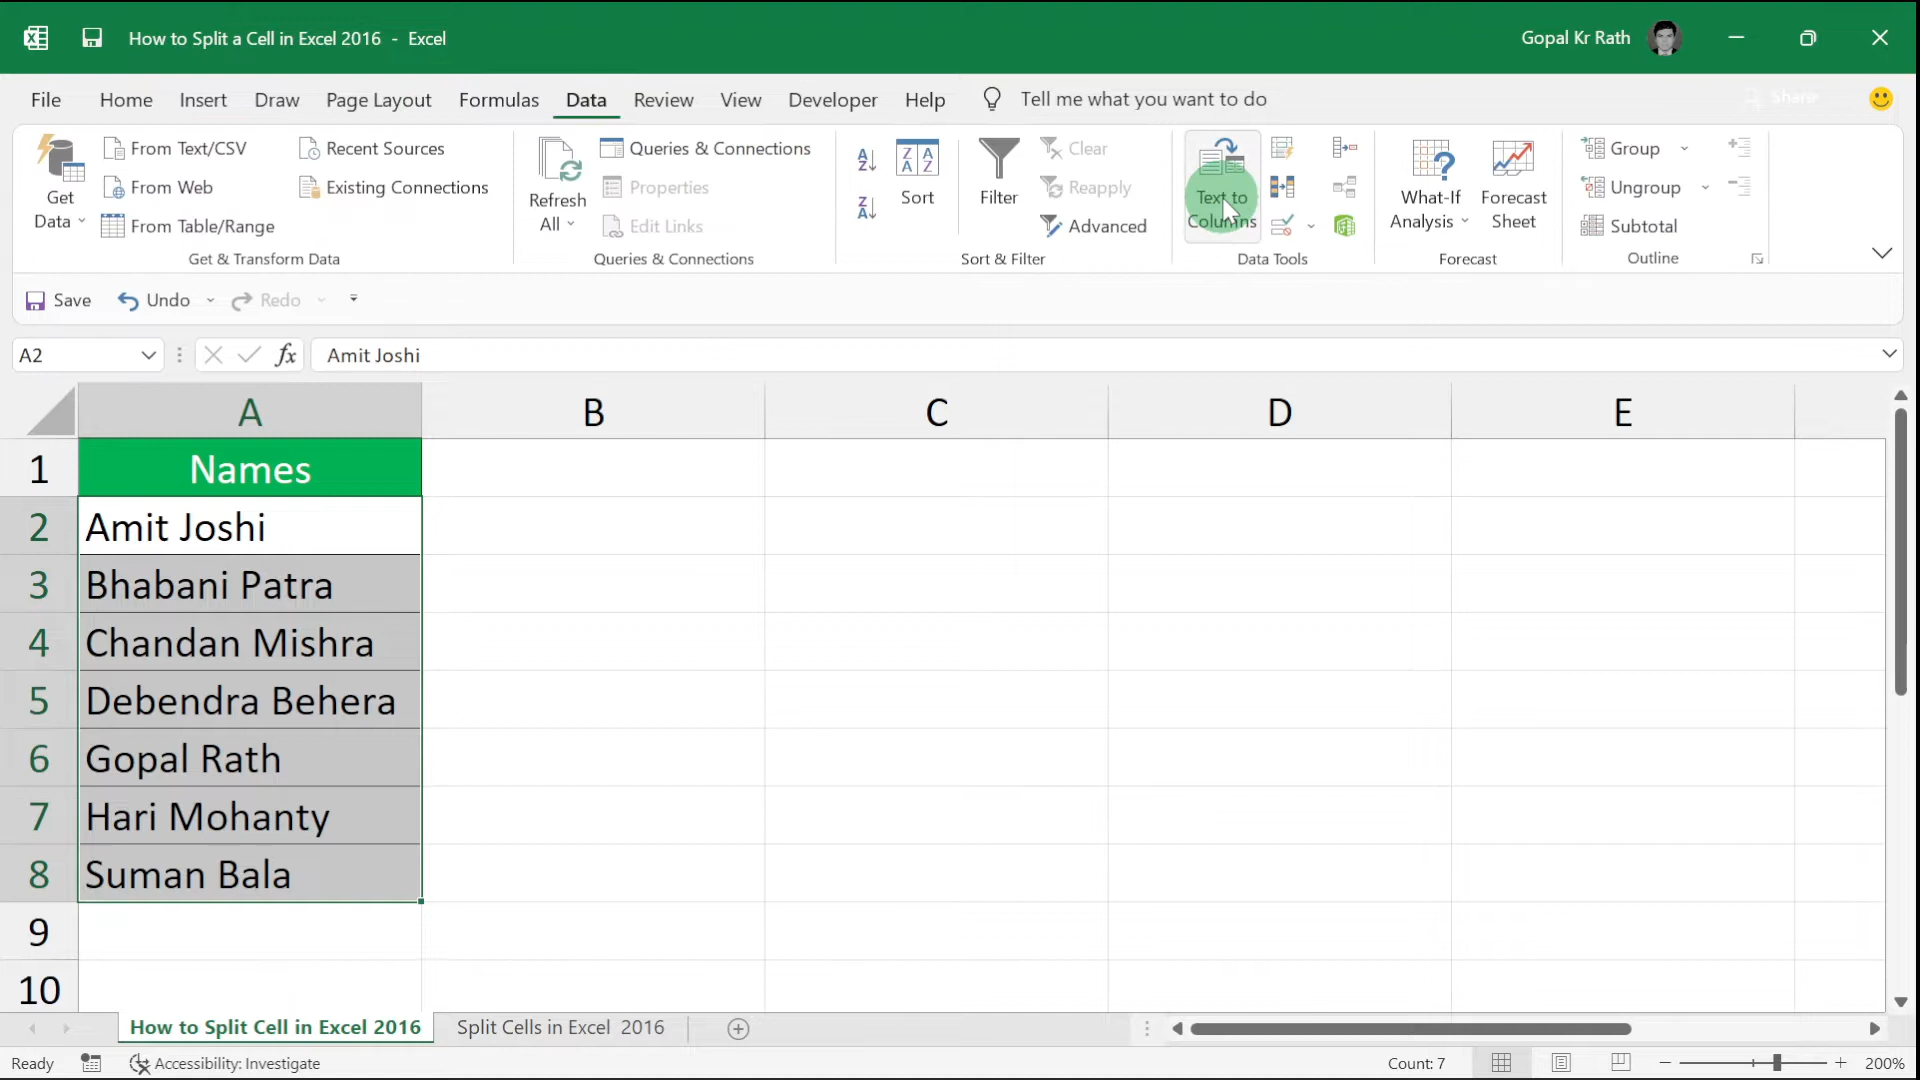 How to Split a Cell in Excel 2016 - Excel
Gopal Kr Rath
File Home Insert Draw Page Layout Formulas Data Review View Developer Help Tell me what you want to do Share
Get Data
From Text/CSV
From Web
From Table/Range
Recent Sources
Existing Connections
Get & Transform Data
Refresh All
Queries & Connections
Properties
Edit Links
Queries & Connections
Sort
Filter
Clear
Reapply
Advanced
Sort & Filter
Text to
Columns
Data Tools
What-If
Analysis
Forecast
Sheet
Forecast
Group
Ungroup
Subtotal
Outline
Save Undo Redo
A2 fx Amit Joshi
A B C D E
1 Names
2 Amit Joshi
3 Bhabani Patra
4 Chandan Mishra
5 Debendra Behera
6 Gopal Rath
7 Hari Mohanty
8 Suman Bala
9
10
How to Split Cell in Excel 2016 Split Cells in Excel 2016
Ready Accessibility: Investigate Count: 7 200%